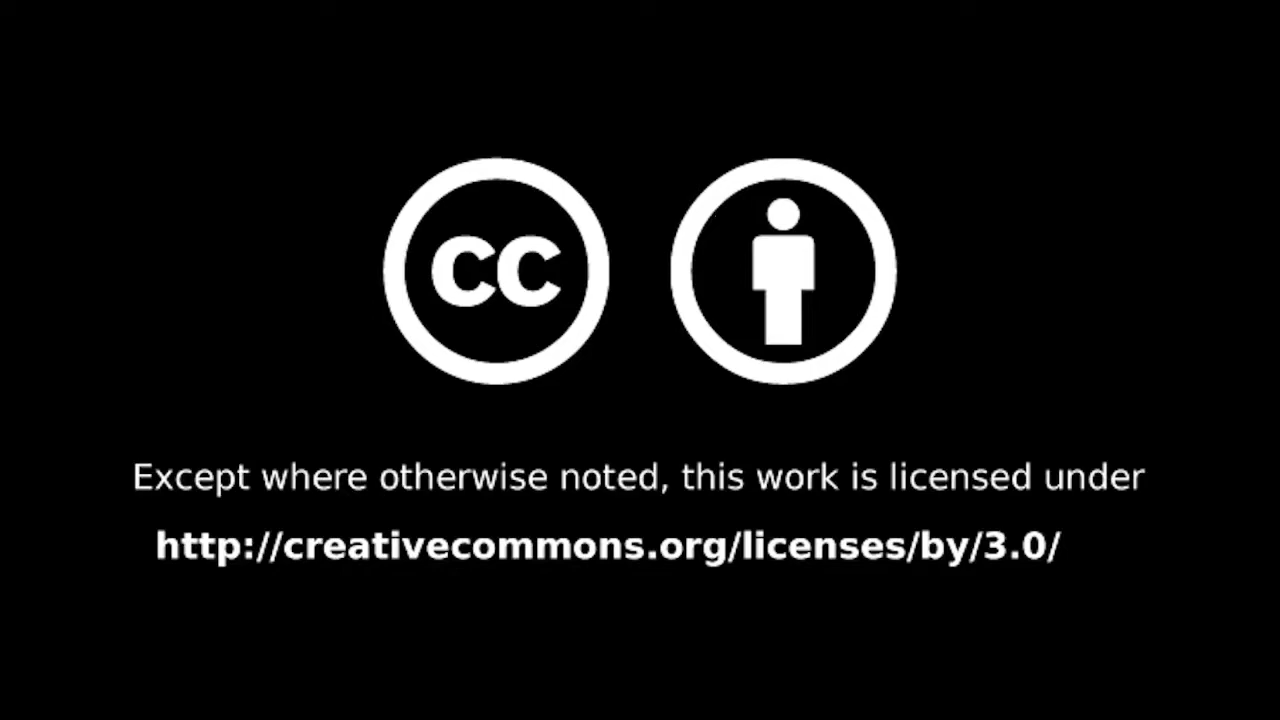 cc
Except where otherwise noted, this work is licensed under
http://creativecommons.org/licenses/by/3.0/